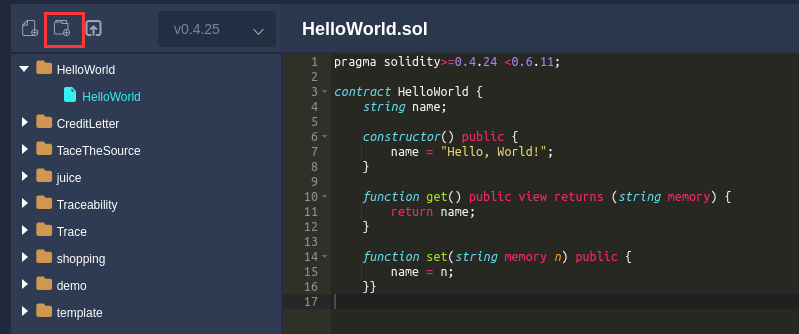 v0.4.25
HelloWorld.sol
HelloWorld
HelloWorld
CreditLetter
TaceTheSource
juice
Traceability
Trace
shopping
demo
template
1 pragma solidity>=0.4.24 <0.6.11;
2
3 contract HelloWorld {
4 string name;
5
6 constructor() public {
7 name = "Hello, World!";
8 }
9
10 function get() public view returns (string memory) {
11 return name;
12 }
13
14 function set(string memory n) public {
15 name = n;
16 }}
17